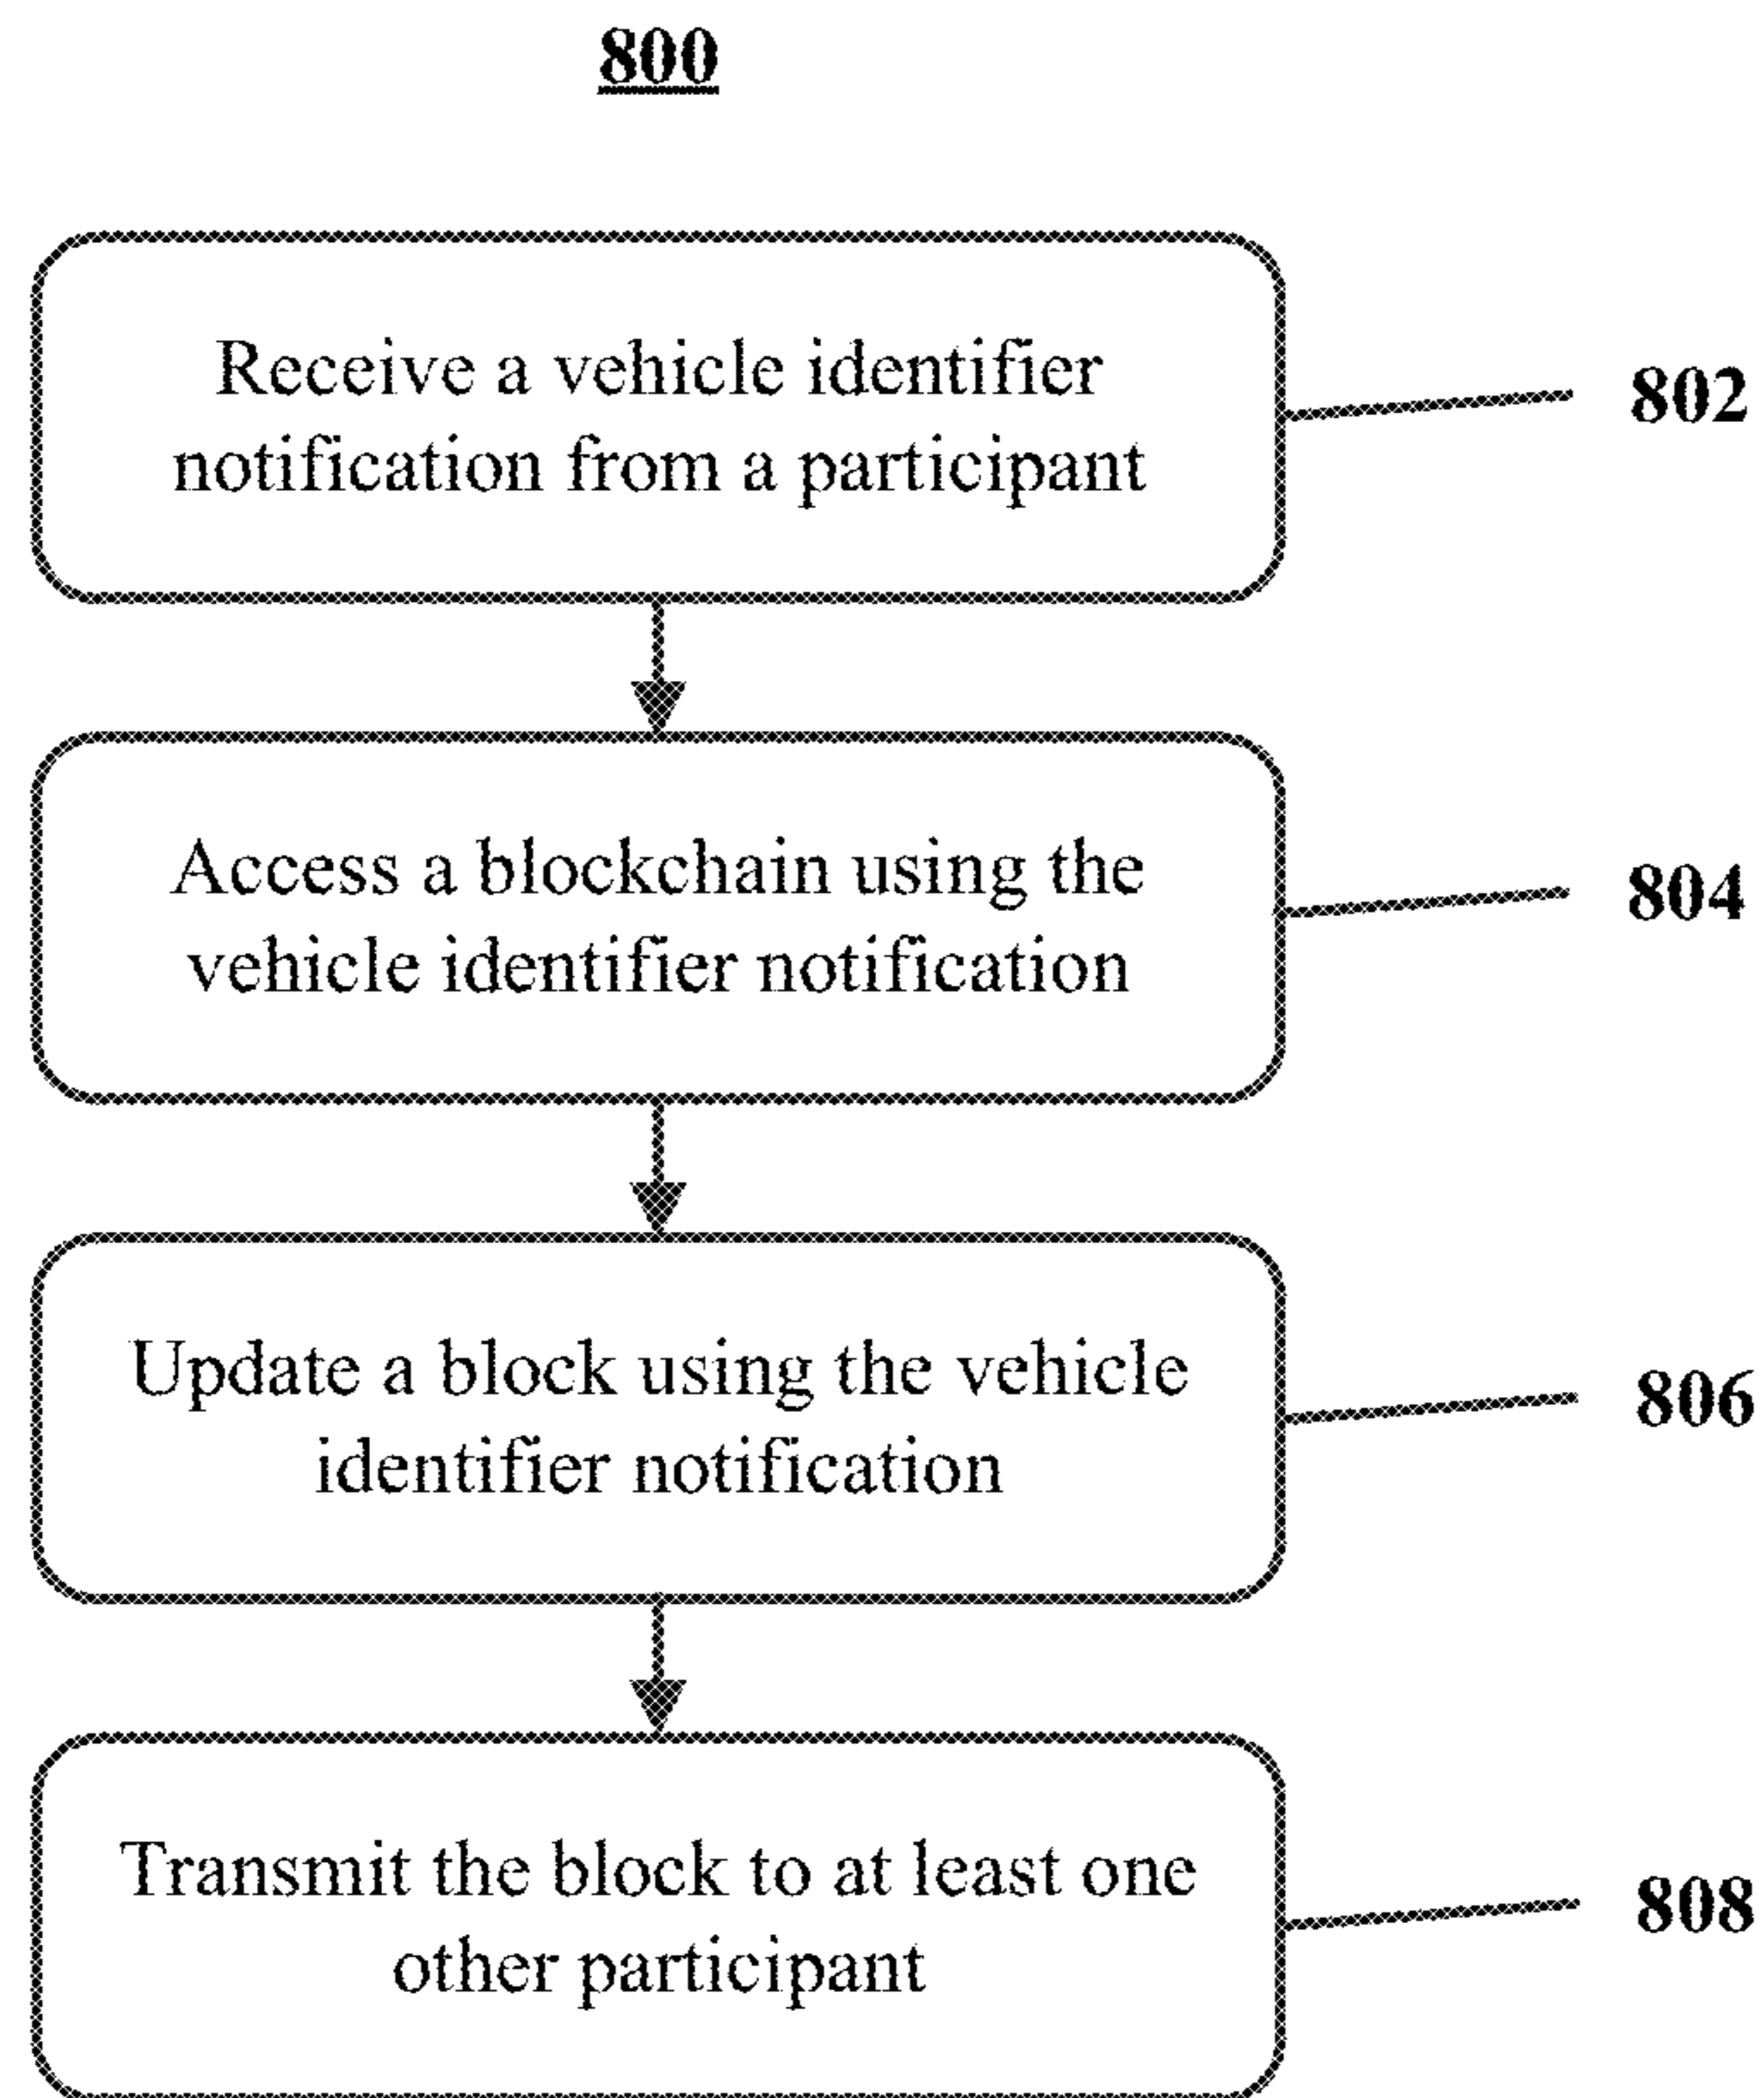 800
Receive a vehicle identifier
notification from a participant
802
Access a blockchain using the
vehicle identifier notification
804
Update a block using the vehicle
identifier notification
806
Transmit the block to at least one
other participant
808